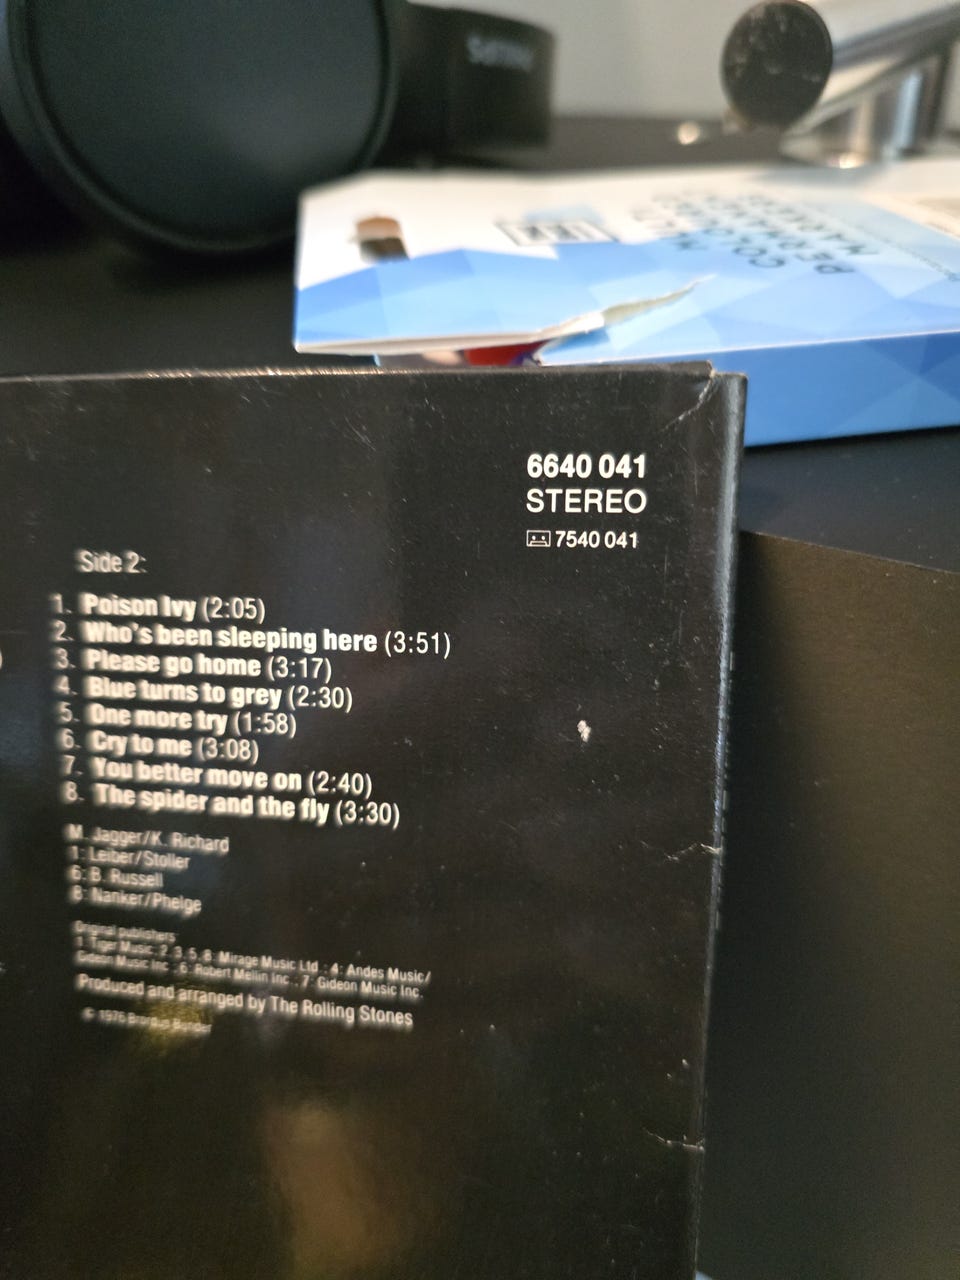 6640 041
STEREO
7540 041
Side 2:
1. Poison Ivy (2:05)
2. Who's been sleeping here (3:51)
3. Please go home (3:17)
4. Blue turns to grey (2:30)
5. One more try (1:58)
6. Cry to me (3:08)
7. You better move on (2:40)
8. The spider and the fly (3:30)
M. Jagger/K. Richard
1: Leiber/Stoller
6: B. Russell
8: Nanker/Phelge
Original publishers:
1: Tiger Music; 2, 3, 5, 8: Mirage Music Ltd.; 4: Andes Music/
Gideon Music Inc.; 6: Robert Mellin Inc.; 7: Gideon Music Inc.
Produced and arranged by The Rolling Stones
© 1976
PERMANENT
MARKERS